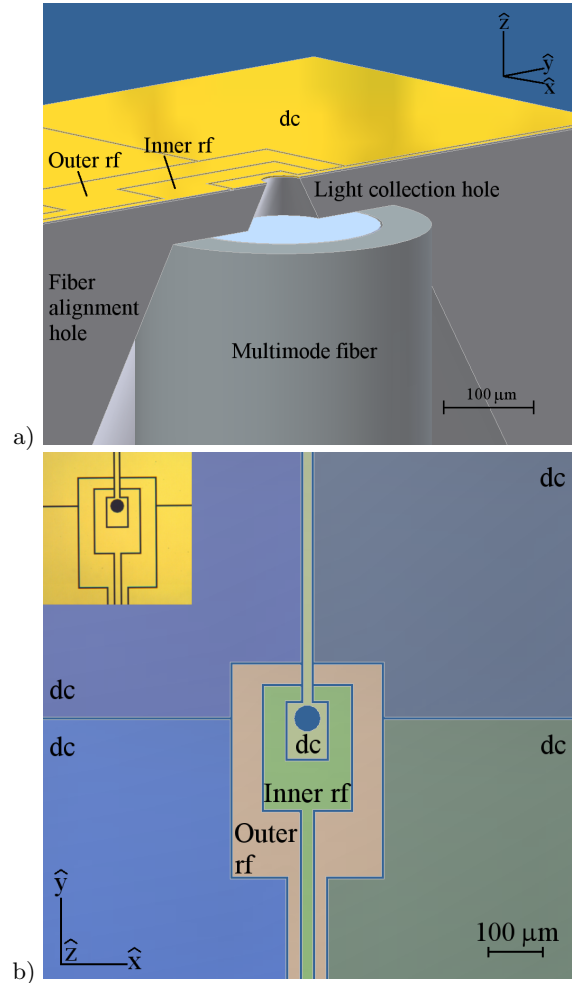 a)
ẑ
ŷ
x̂
dc
Inner rf
Outer rf
Light collection hole
Fiber
alignment
hole
Multimode fiber
100 μm
b)
dc
dc
dc
dc
dc
Inner rf
Outer
rf
ŷ
ẑ
x̂
100 μm